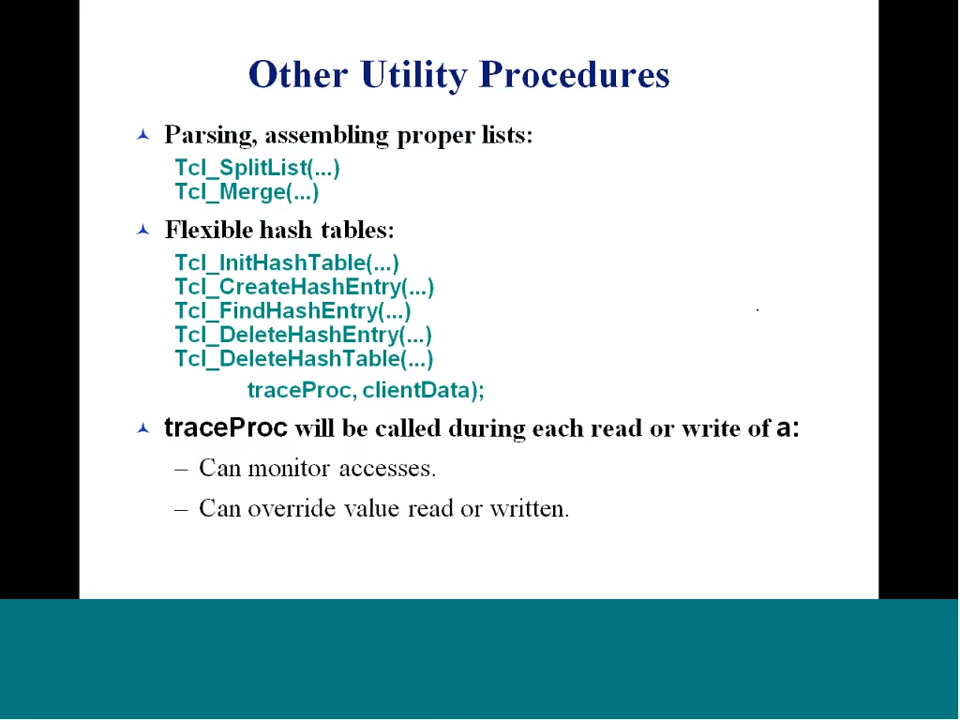 Other Utility Procedures
Parsing, assembling proper lists:
Tcl_SplitList(...)
Tcl_Merge(...)
Flexible hash tables:
Tcl_InitHashTable(...)
Tcl_CreateHashEntry(...)
Tcl_FindHashEntry(...)
Tcl_DeleteHashEntry(...)
Tcl_DeleteHashTable(...)
traceProc, clientData);
traceProc will be called during each read or write of a:
– Can monitor accesses.
– Can override value read or written.